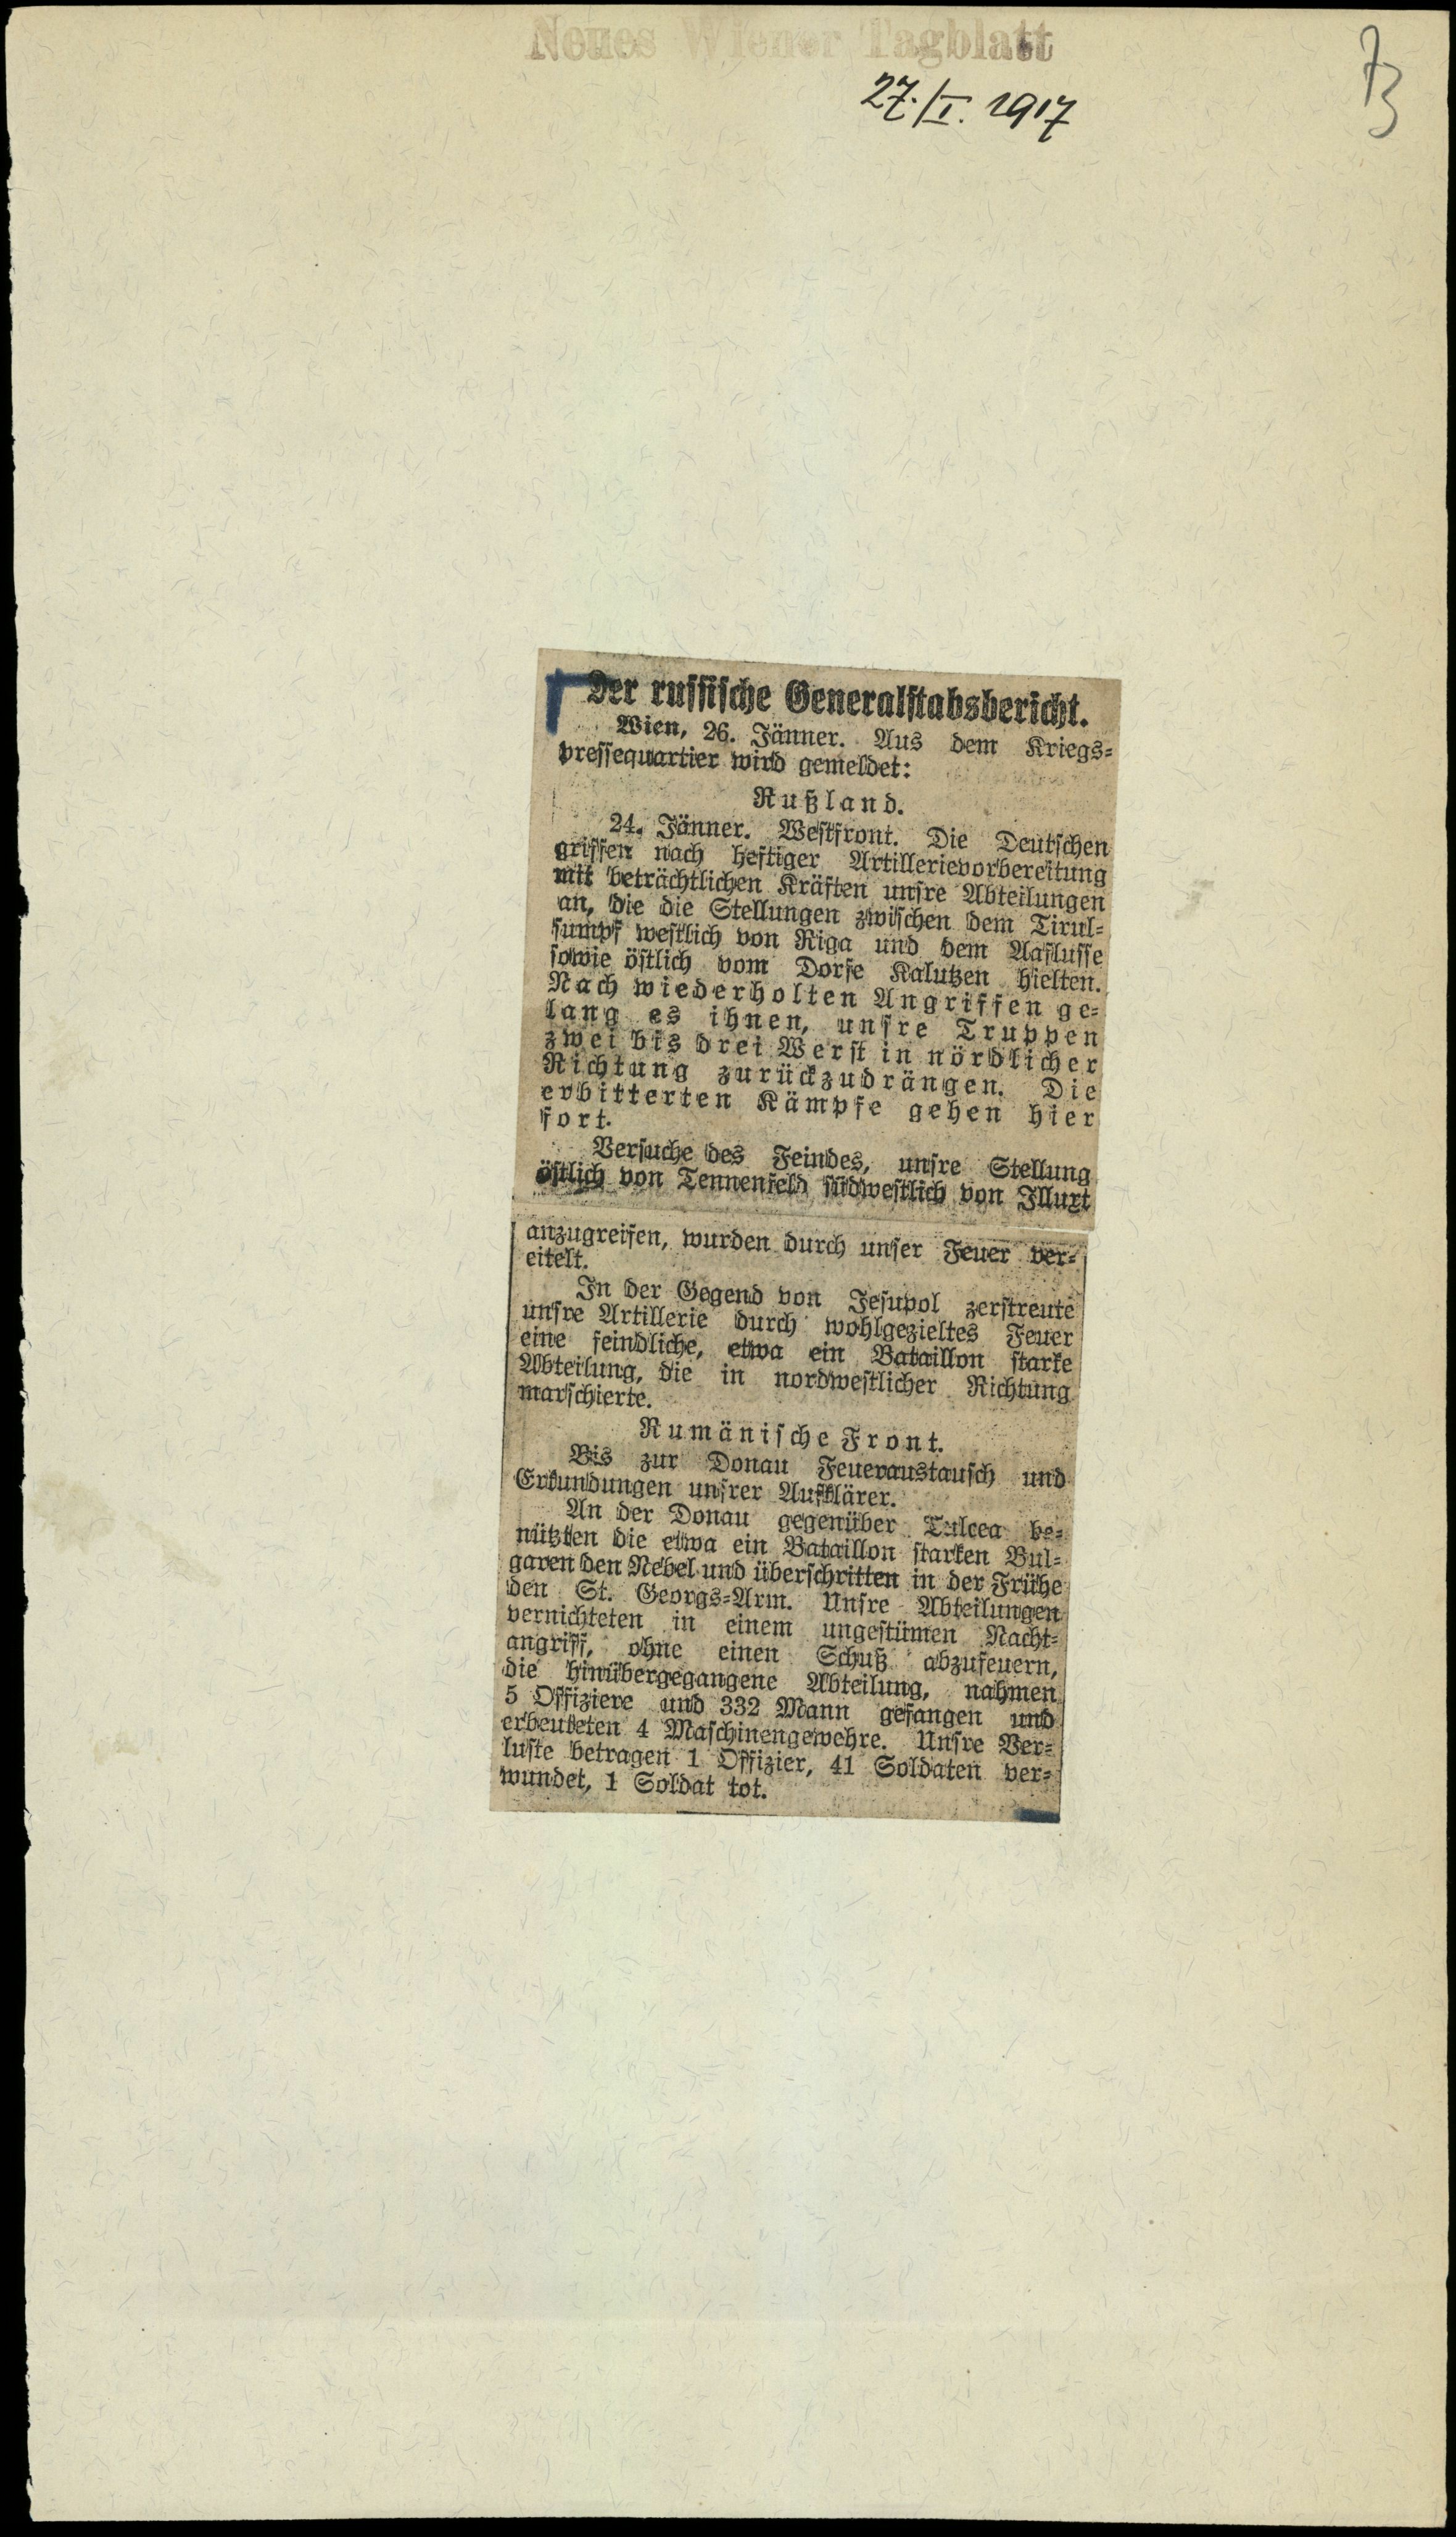 Neues Wiener Tagblatt
27./I. 1917
73
Der russische Generalstabsbericht.
Wien, 26. Jänner. Aus dem Kriegs-
pressequartier wird gemeldet:
Rußland.
24. Jänner. Westfront. Die Deutschen
griffen nach heftiger Artillerievorbereitung
mit beträchtlichen Kräften unsre Abteilungen
an, die die Stellungen zwischen dem Tirul-
sumpf westlich von Riga und dem Aaflusse
sowie östlich vom Dorfe Kalutzen hielten.
Nach wiederholten Angriffen ge-
lang es ihnen, unsre Truppen
zwei bis drei Werst in nördlicher
Richtung zurückzudrängen. Die
erbitterten Kämpfe gehen hier
fort.
Versuche des Feindes, unsre Stellung
östlich von Tennenfeld südwestlich von Illuxt
anzugreifen, wurden durch unser Feuer ver-
eitelt.
In der Gegend von Jesupol zerstreute
unsre Artillerie durch wohlgezieltes Feuer
eine feindliche, etwa ein Bataillon starke
Abteilung, die in nordwestlicher Richtung
marschierte.
Rumänische Front.
Bis zur Donau Feueraustausch und
Erkundungen unsrer Aufklärer.
An der Donau gegenüber Tulcea be-
nützten die etwa ein Bataillon starken Bul-
garen den Nebel und überschritten in der Frühe
den St. Georgs-Arm. Unsre Abteilungen
vernichteten in einem ungestümen Nacht-
angriff, ohne einen Schuß abzufeuern,
die hinübergegangene Abteilung, nahmen
5 Offiziere und 332 Mann gefangen und
erbeuteten 4 Maschinengewehre. Unsre Ver-
luste betragen 1 Offizier, 41 Soldaten ver-
wundet, 1 Soldat tot.